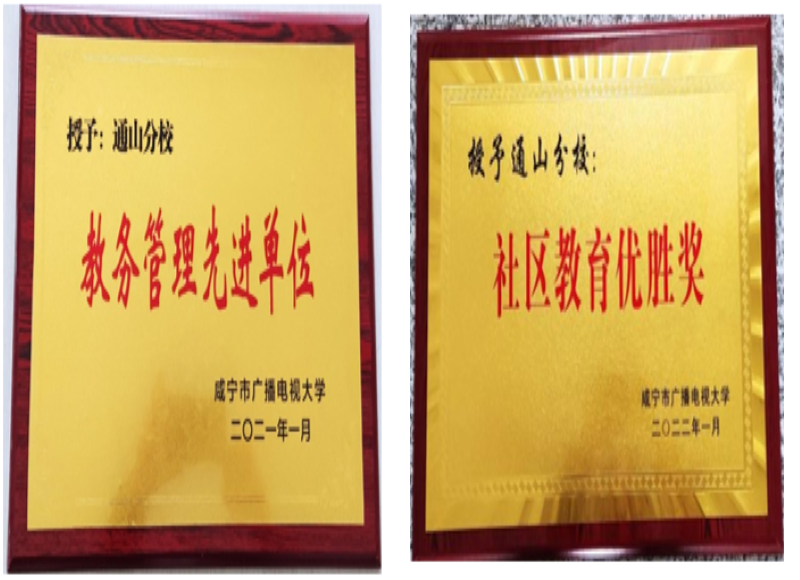 授予：通山分校
教务管理先进单位
咸宁市广播电视大学
二〇二一年一月
授予通山分校：
社区教育优胜奖
咸宁市广播电视大学
二〇二二年一月